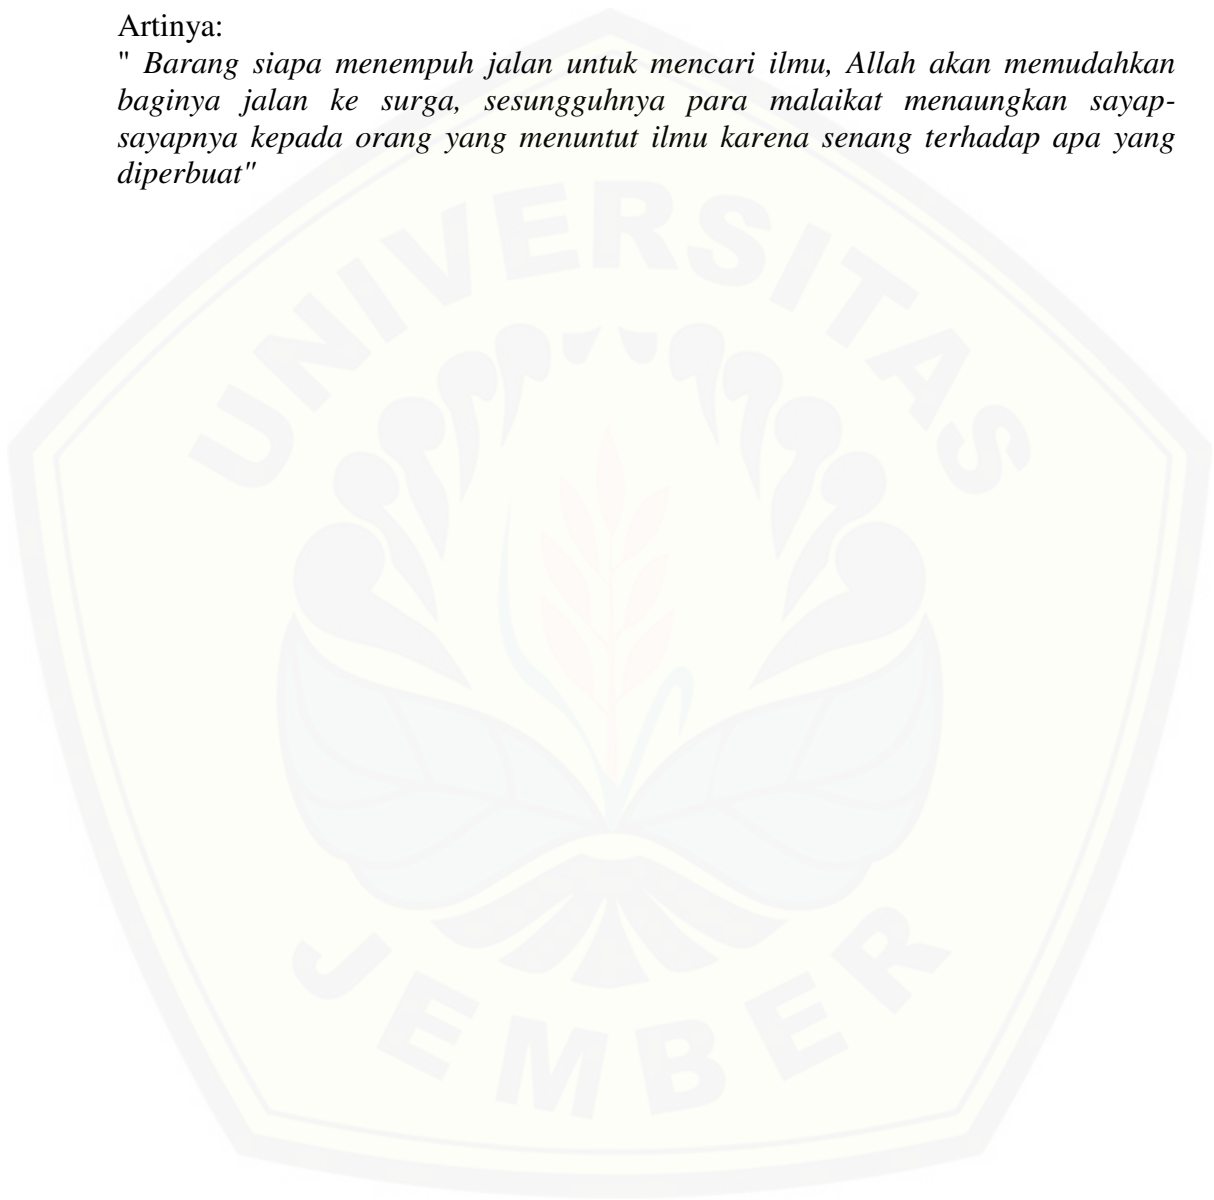 Artinya:
" Barang siapa menempuh jalan untuk mencari ilmu, Allah akan memudahkan
baginya jalan ke surga, sesungguhnya para malaikat menaungkan sayap-
sayapnya kepada orang yang menuntut ilmu karena senang terhadap apa yang
diperbuat"
UNIVERSITAS
JEMBER